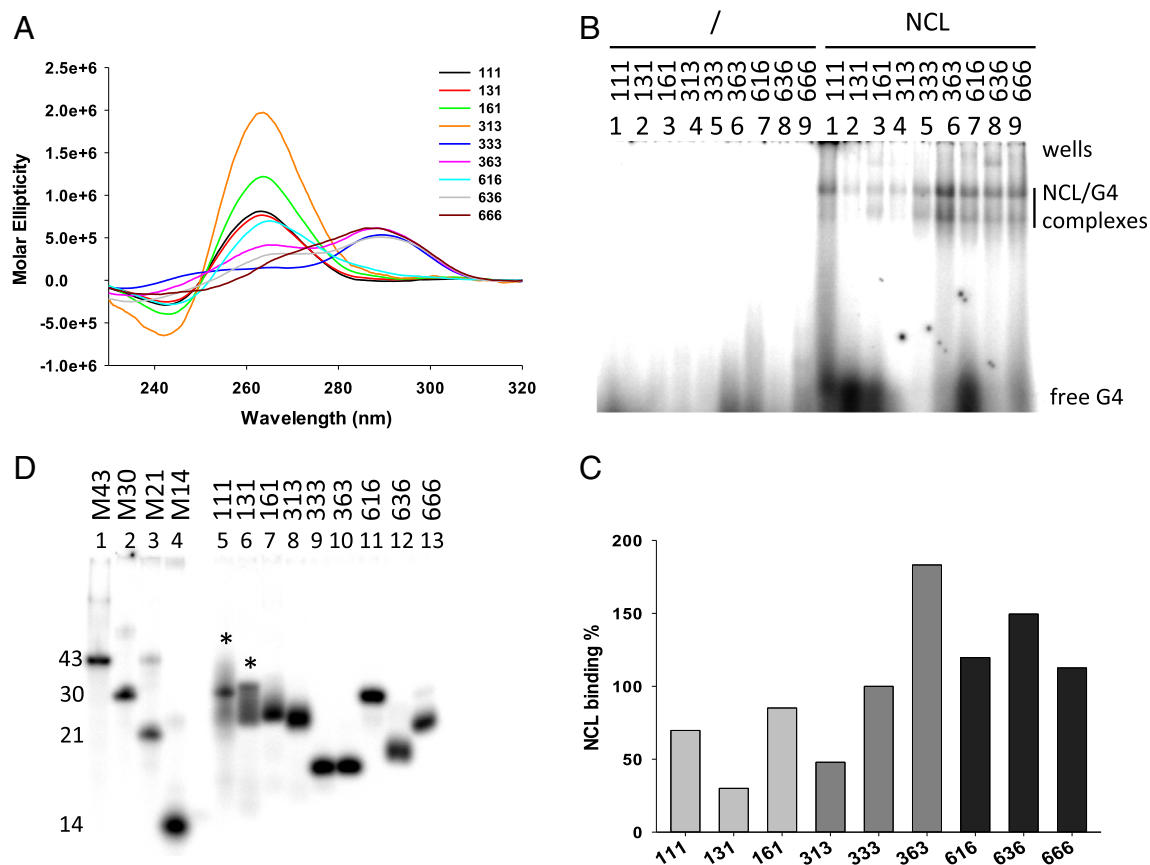 A
2.5e+6
2.0e+6
1.5e+6
1.0e+6
5.0e+5
0.0
-5.0e+5
-1.0e+6
Molar Ellipticity
240 260 280 300 320
Wavelength (nm)
111
131
161
313
333
363
616
636
666
B
/ NCL
111 131 161 313 333 363 616 636 666 111 131 161 313 333 363 616 636 666
1 2 3 4 5 6 7 8 9 1 2 3 4 5 6 7 8 9
wells
NCL/G4
complexes
free G4
D
M43 M30 M21 M14 111 131 161 313 333 363 616 636 666
1 2 3 4 5 6 7 8 9 10 11 12 13
*
*
43
30
21
14
C
200
150
100
50
0
NCL binding %
111 131 161 313 333 363 616 636 666